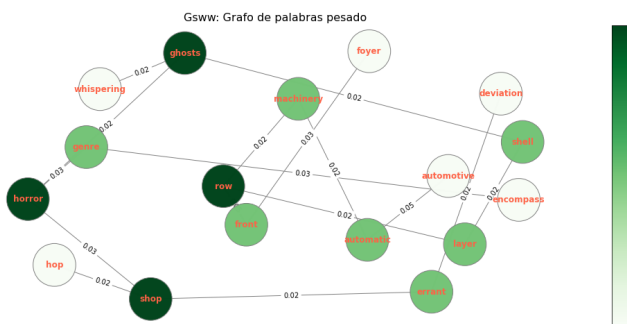 Gsww: Grafo de palabras pesado
foyer
ghosts
0.02
whispering
machinery
0.02
deviation
0.02
0.02
0.03
shell
genre
0.03
0.03
0.02
automotive
row
0.02
0.02
horror
0.05
encompass
0.02
front
automatic
layer
0.03
hop
0.02
shop
0.02
errant